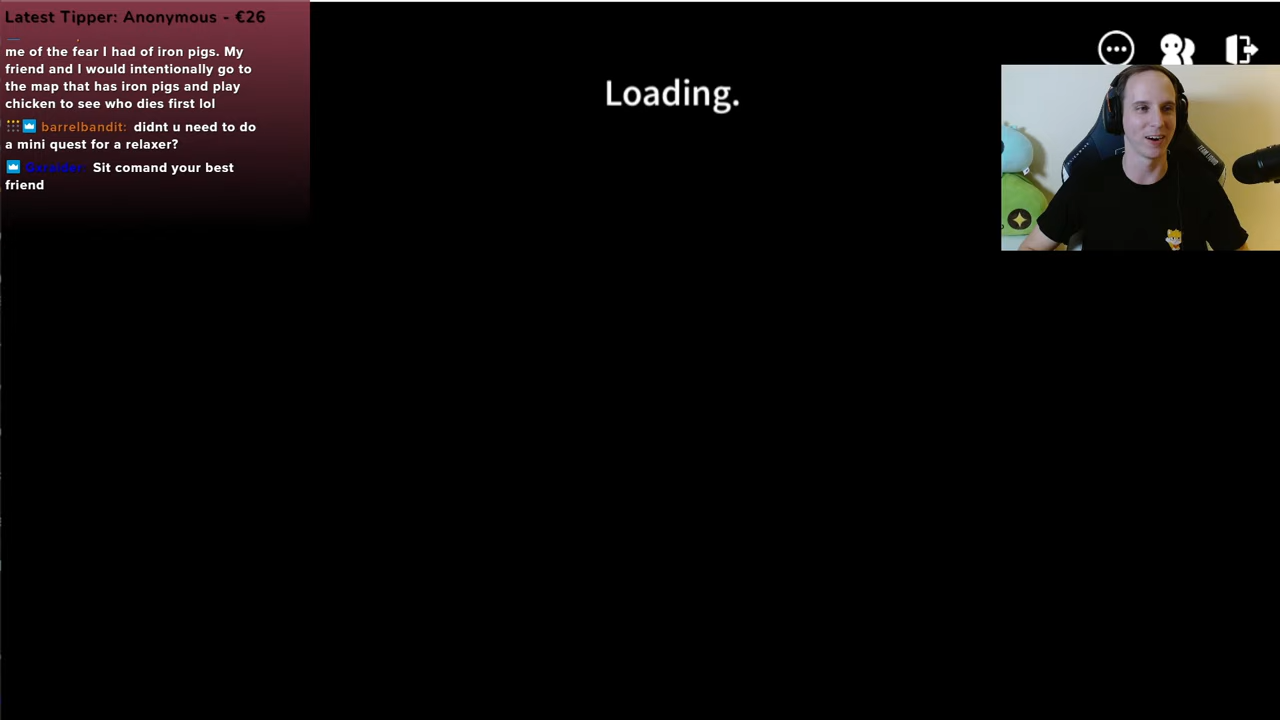 Latest Tipper: Anonymous - €26
me of the fear I had of iron pigs. My
friend and I would intentionally go to
the map that has iron pigs and play
chicken to see who dies first lol
barrelbandit: didnt u need to do
a mini quest for a relaxer?
Sit comand your best
friend
Loading.